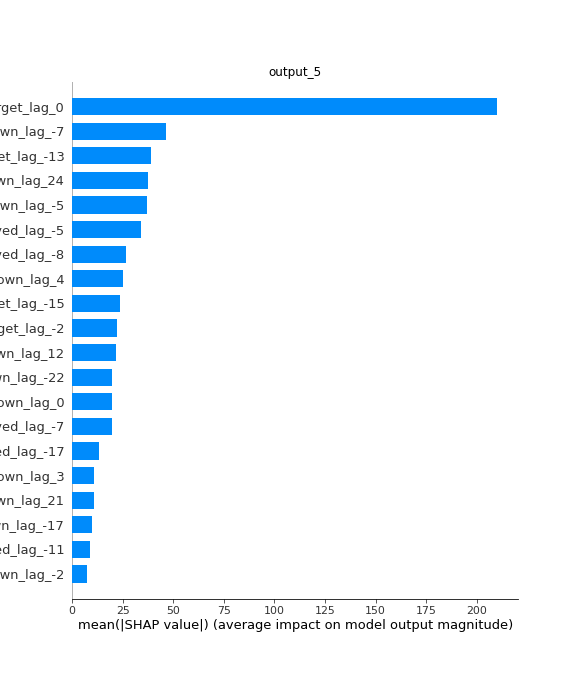 output_5
rget_lag_0
wn_lag_-7
et_lag_-13
wn_lag_24
wn_lag_-5
ved_lag_-5
ved_lag_-8
own_lag_4
et_lag_-15
get_lag_-2
wn_lag_12
n_lag_-22
own_lag_0
ved_lag_-7
ed_lag_-17
own_lag_3
wn_lag_21
n_lag_-17
ed_lag_-11
wn_lag_-2
0 25 50 75 100 125 150 175 200
mean(|SHAP value|) (average impact on model output magnitude)